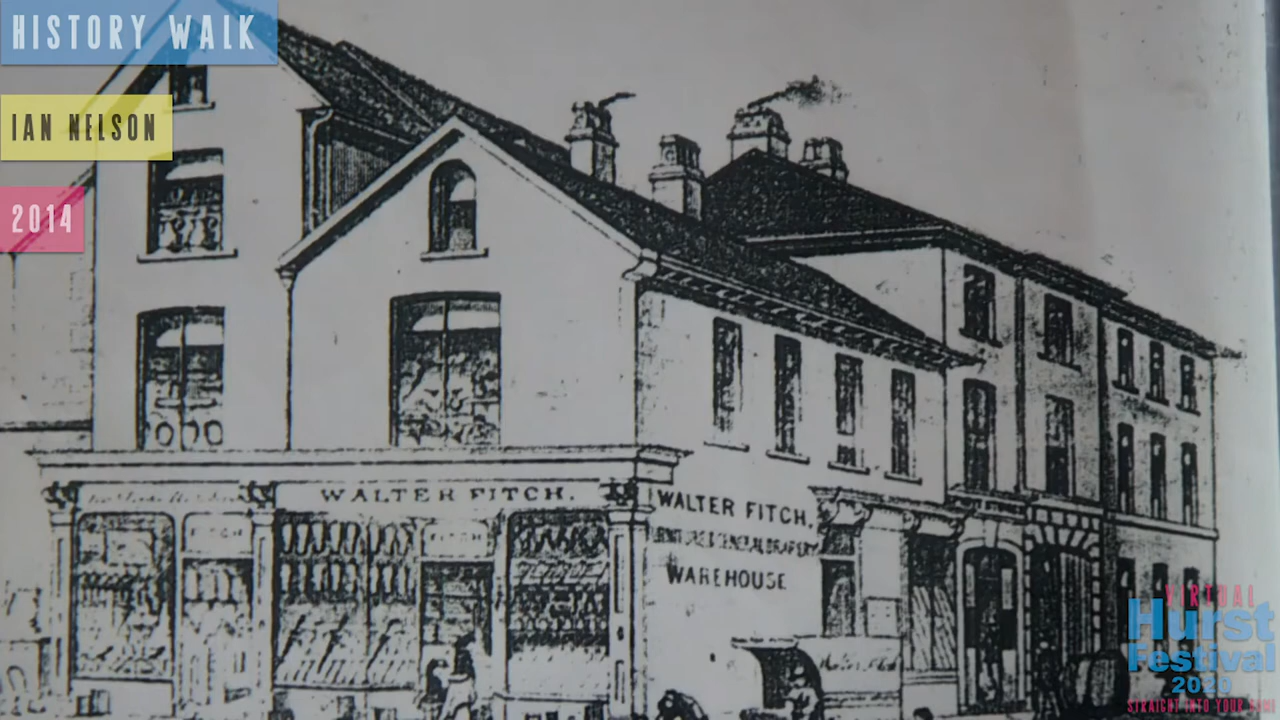 HISTORY WALK
IAN NELSON
2014
WALTER FITCH.
WALTER FITCH,
WAREHOUSE
VIRTUAL
Hurst
Festival
2020
STRAIGHT INTO YOUR HOME